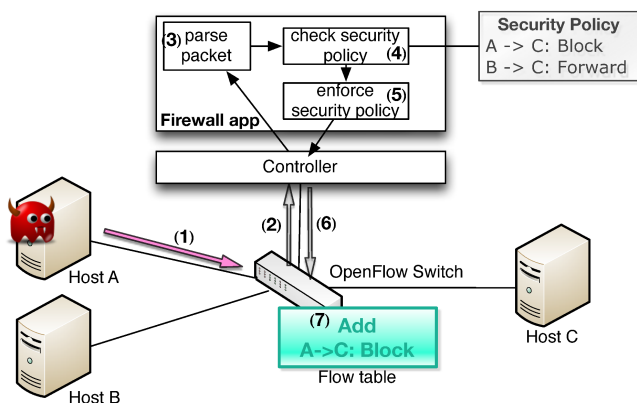 (3) parse packet
check security policy (4)
enforce security policy (5)
Firewall app
Security Policy
A -> C: Block
B -> C: Forward
Controller
(1)
(2)
(6)
Host A
OpenFlow Switch
(7) Add
A->C: Block
Flow table
Host B
Host C